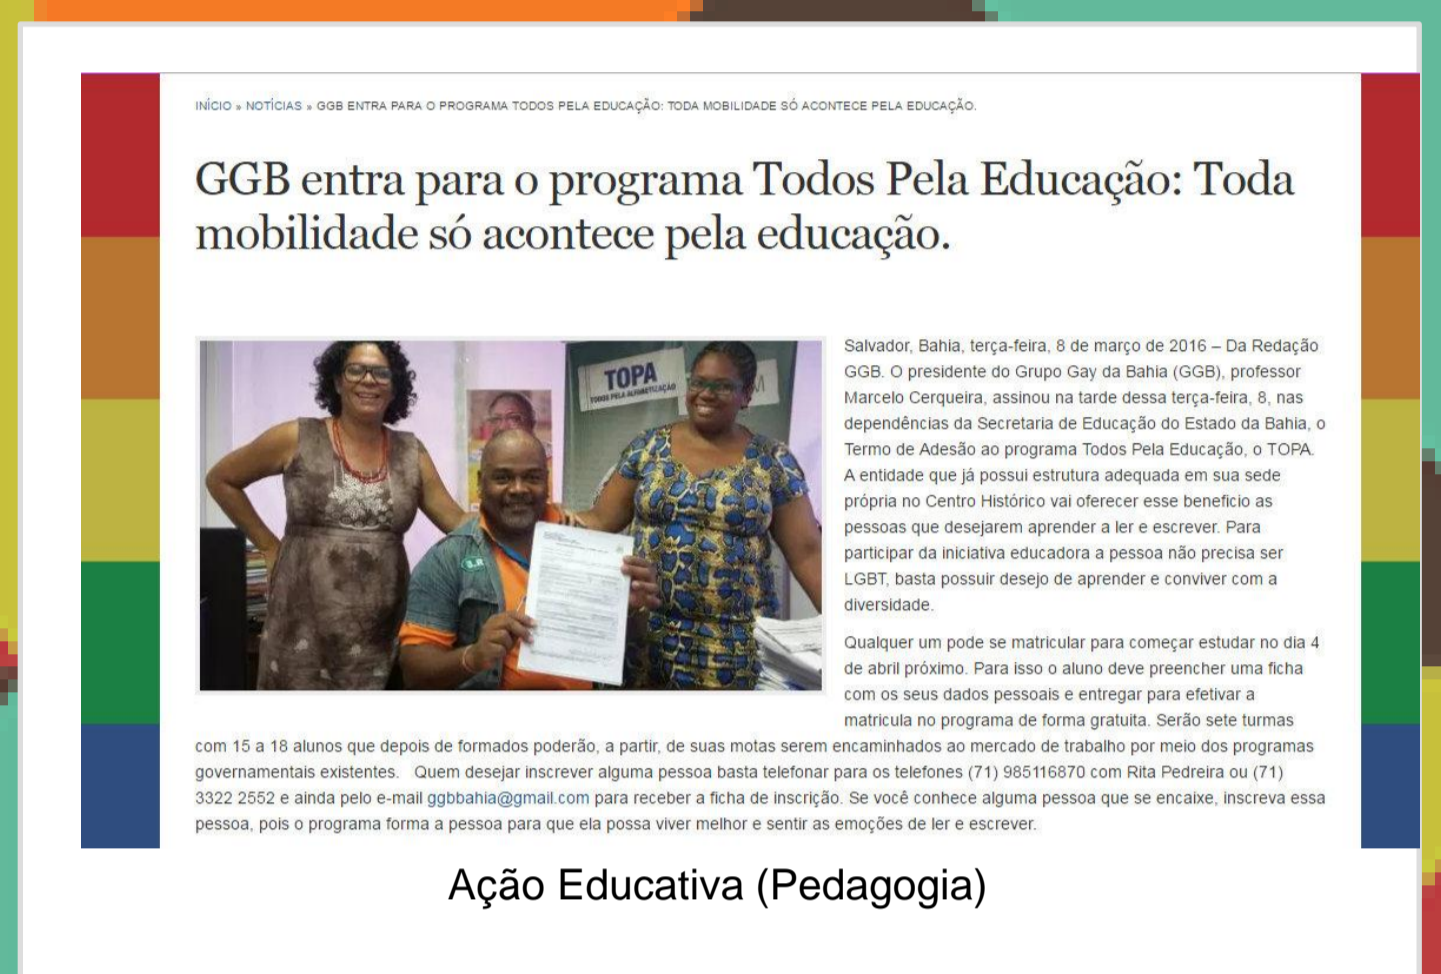 INÍCIO » NOTÍCIAS » GGB ENTRA PARA O PROGRAMA TODOS PELA EDUCAÇÃO: TODA MOBILIDADE SÓ ACONTECE PELA EDUCAÇÃO.
GGB entra para o programa Todos Pela Educação: Toda
mobilidade só acontece pela educação.
TOPA
TODOS PELA ALFABETIZAÇÃO
Salvador, Bahia, terça-feira, 8 de março de 2016 – Da Redação
GGB. O presidente do Grupo Gay da Bahia (GGB), professor
Marcelo Cerqueira, assinou na tarde dessa terça-feira, 8, nas
dependências da Secretaria de Educação do Estado da Bahia, o
Termo de Adesão ao programa Todos Pela Educação, o TOPA.
A entidade que já possui estrutura adequada em sua sede
própria no Centro Histórico vai oferecer esse beneficio as
pessoas que desejarem aprender a ler e escrever. Para
participar da iniciativa educadora a pessoa não precisa ser
LGBT, basta possuir desejo de aprender e conviver com a
diversidade.
Qualquer um pode se matricular para começar estudar no dia 4
de abril próximo. Para isso o aluno deve preencher uma ficha
com os seus dados pessoais e entregar para efetivar a
matricula no programa de forma gratuita. Serão sete turmas
com 15 a 18 alunos que depois de formados poderão, a partir, de suas motas serem encaminhados ao mercado de trabalho por meio dos programas
governamentais existentes. Quem desejar inscrever alguma pessoa basta telefonar para os telefones (71) 985116870 com Rita Pedreira ou (71)
3322 2552 e ainda pelo e-mail ggbbahia@gmail.com para receber a ficha de inscrição. Se você conhece alguma pessoa que se encaixe, inscreva essa
pessoa, pois o programa forma a pessoa para que ela possa viver melhor e sentir as emoções de ler e escrever.
Ação Educativa (Pedagogia)